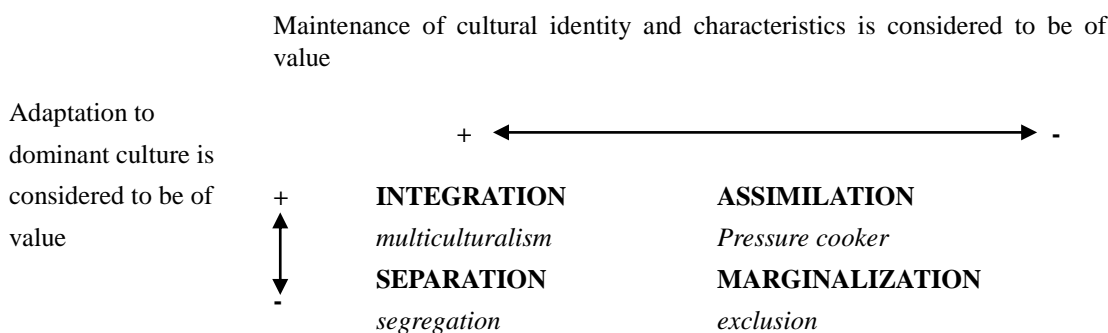 Maintenance of cultural identity and characteristics is considered to be of
value
Adaptation to
dominant culture is
considered to be of
value
+ -
+ INTEGRATION ASSIMILATION
multiculturalism Pressure cooker
SEPARATION MARGINALIZATION
-
segregation exclusion